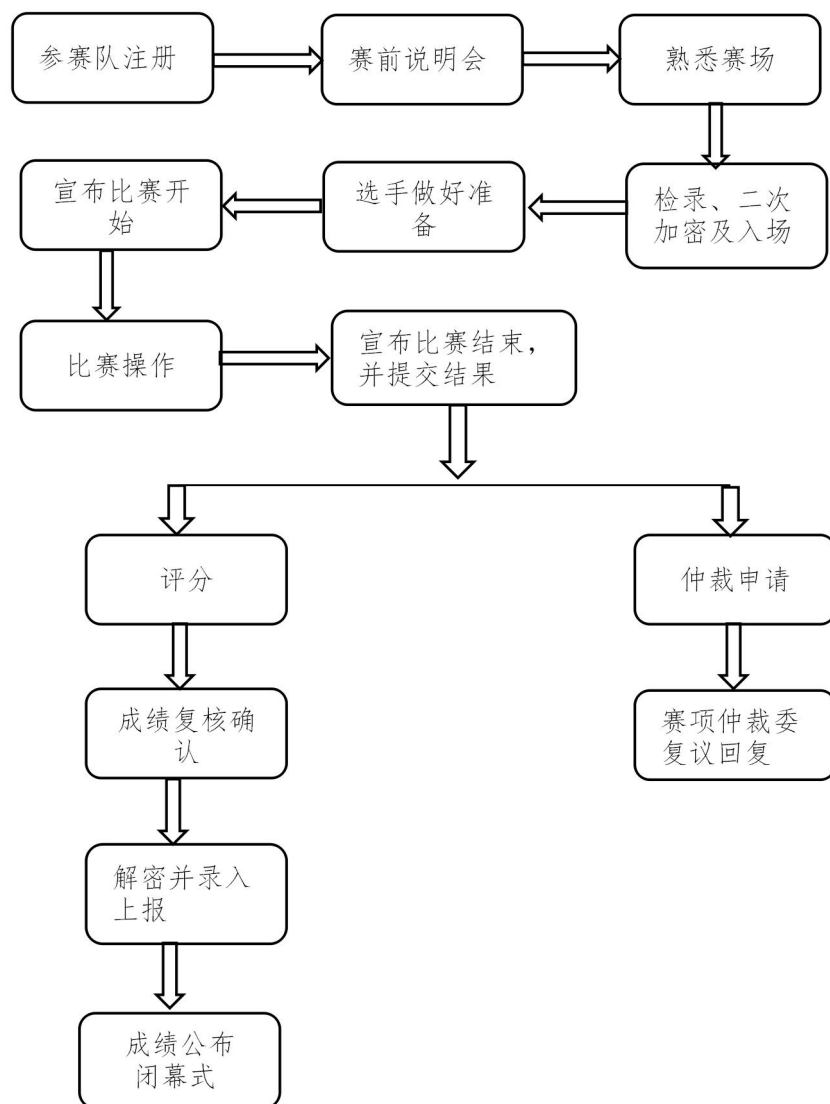 参赛队注册
赛前说明会
熟悉赛场
检录、二次
加密及入场
选手做好准
备
宣布比赛开
始
比赛操作
宣布比赛结束，
并提交结果
评分
成绩复核确
认
解密并录入
上报
成绩公布
闭幕式
仲裁申请
赛项仲裁委
复议回复